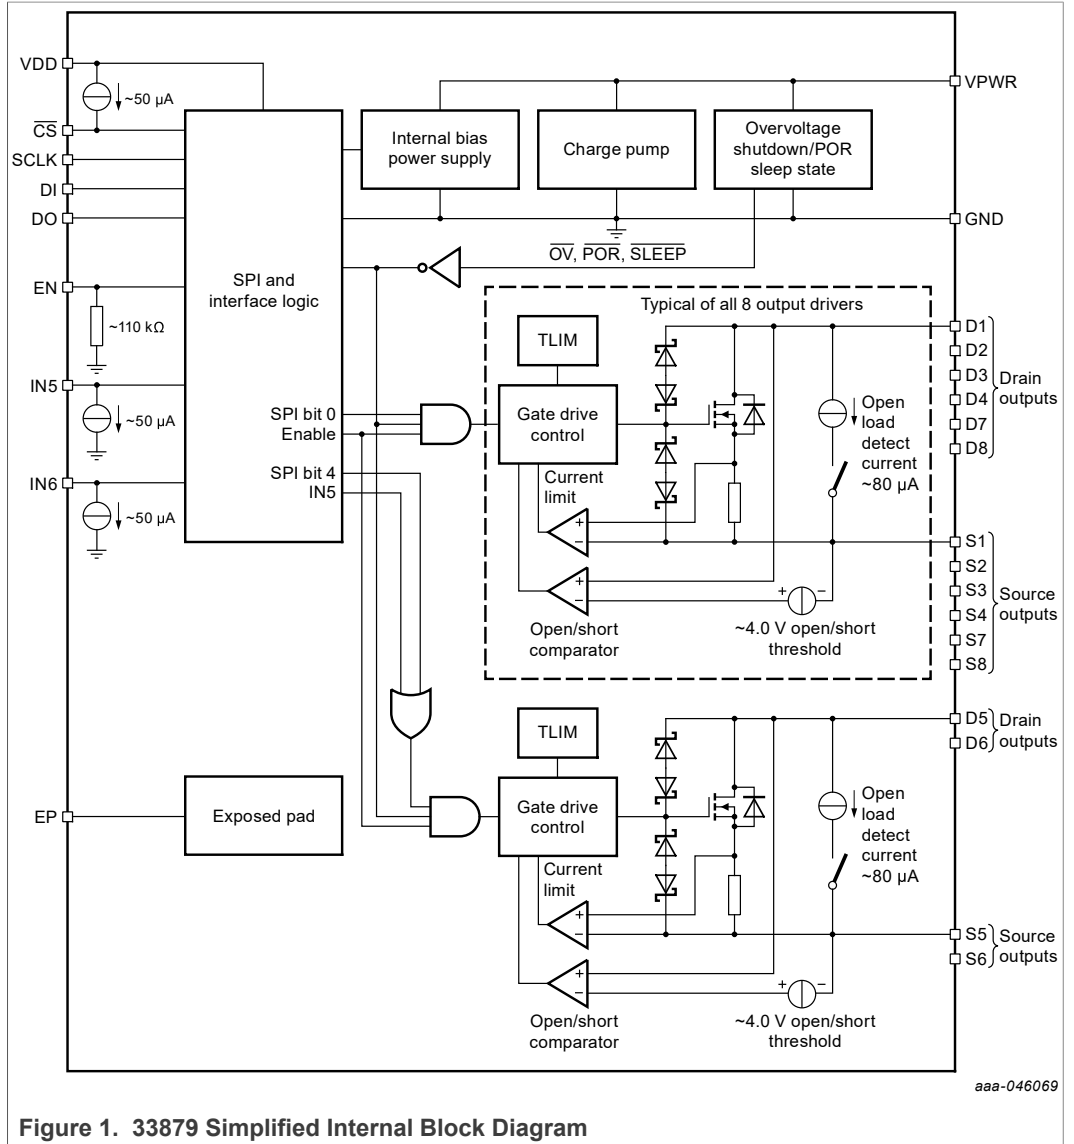 VDD
~50 µA
CS
SCLK
DI
DO
EN
~110 kΩ
IN5
~50 µA
IN6
~50 µA
EP
SPI and
interface logic
SPI bit 0
Enable
SPI bit 4
IN5
Exposed pad
Internal bias
power supply
Charge pump
Overvoltage
shutdown/POR
sleep state
VPWR
GND
OV, POR, SLEEP
Typical of all 8 output drivers
TLIM
Gate drive
control
Current
limit
+
–
+
–
Open/short
comparator
+ –
~4.0 V open/short
threshold
Open
load
detect
current
~80 µA
D1
D2
D3
D4
D7
D8
Drain
outputs
S1
S2
S3
S4
S7
S8
Source
outputs
TLIM
Gate drive
control
Current
limit
+
–
+
–
Open/short
comparator
+ –
~4.0 V open/short
threshold
Open
load
detect
current
~80 µA
D5
D6
Drain
outputs
S5
S6
Source
outputs
aaa-046069
Figure 1. 33879 Simplified Internal Block Diagram